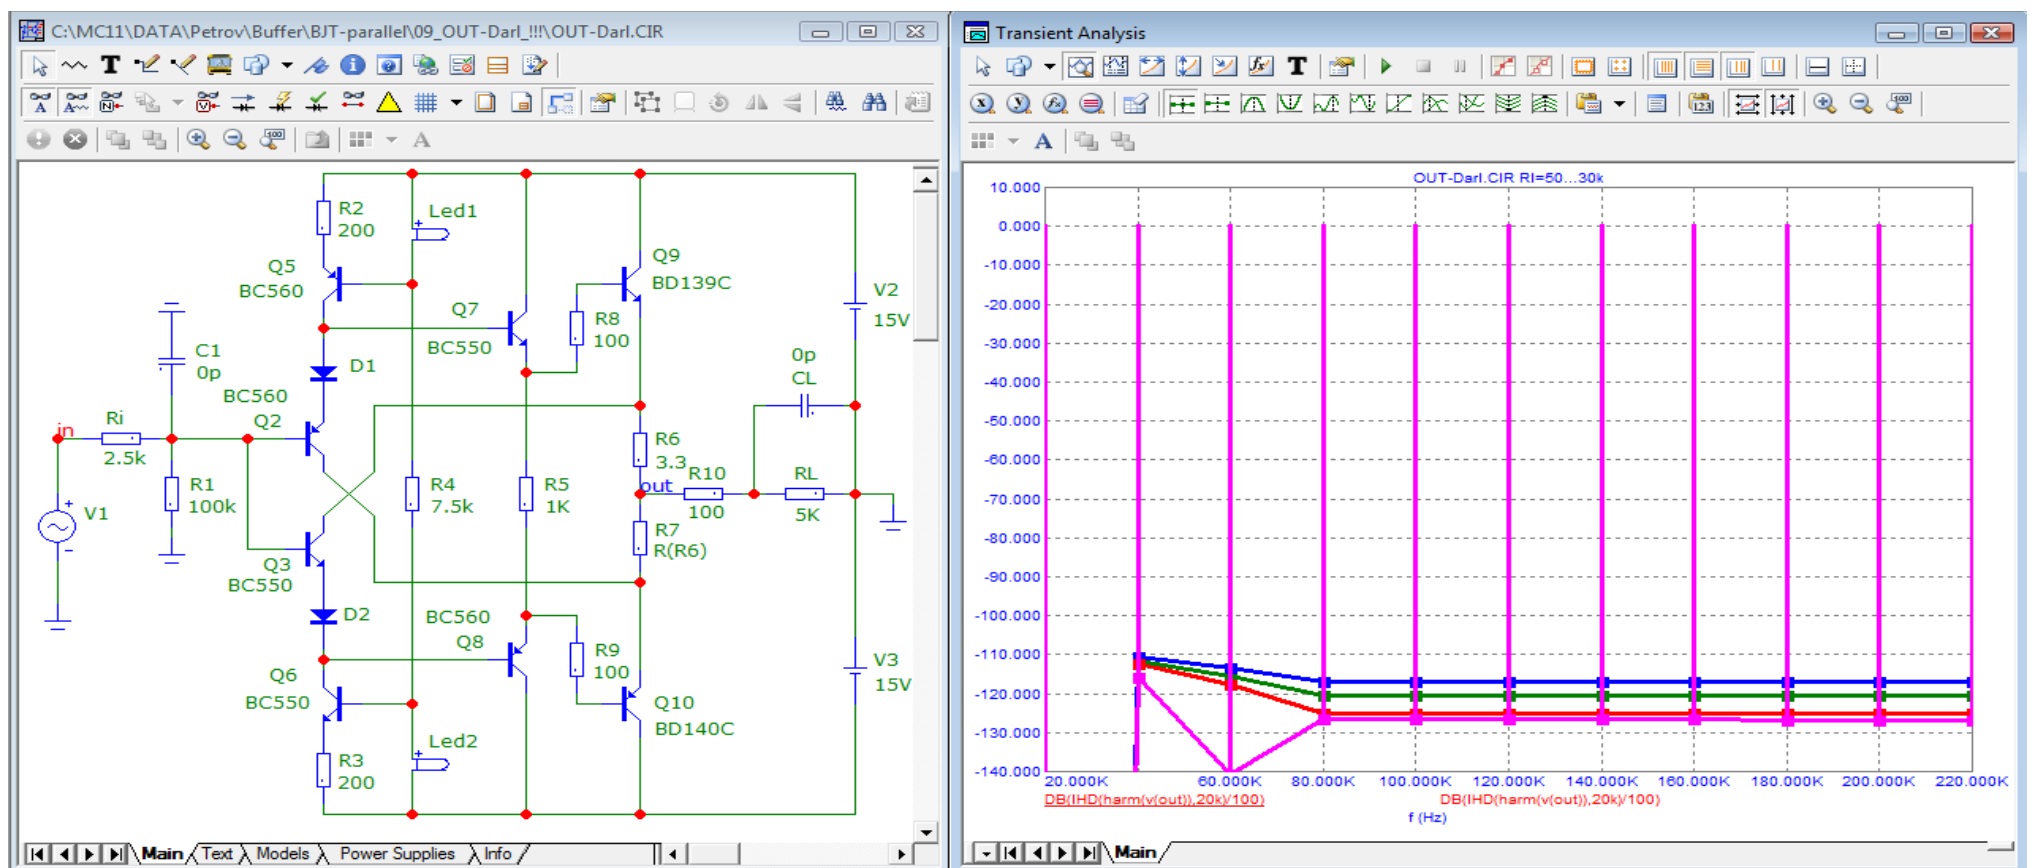 C:\MC11\DATA\Petrov\Buffer\BJT-parallel\09_OUT-Darl_!!!\OUT-Darl.CIR
R2
200
Led1
Q5
BC560
Q9
BD139C
V2
15V
Q7
BC550
R8
100
C1
0p
D1
0p
CL
BC560
Q2
in
Ri
2.5k
R6
3.3
R10
100
RL
5K
out
R1
100k
R4
7.5k
R5
1K
V1
R7
R(R6)
Q3
BC550
D2
BC560
Q8
R9
100
V3
15V
Q6
BC550
Q10
BD140C
Led2
R3
200
Main
Text
Models
Power Supplies
Info
Transient Analysis
OUT-Darl.CIR RI=50...30k
10.000
0.000
-10.000
-20.000
-30.000
-40.000
-50.000
-60.000
-70.000
-80.000
-90.000
-100.000
-110.000
-120.000
-130.000
-140.000
20.000K 60.000K 80.000K 100.000K 120.000K 140.000K 160.000K 180.000K 200.000K 220.000K
DB(IHD(harm(v(out)),20k)/100) DB(IHD(harm(v(out)),20k)/100)
f (Hz)
Main